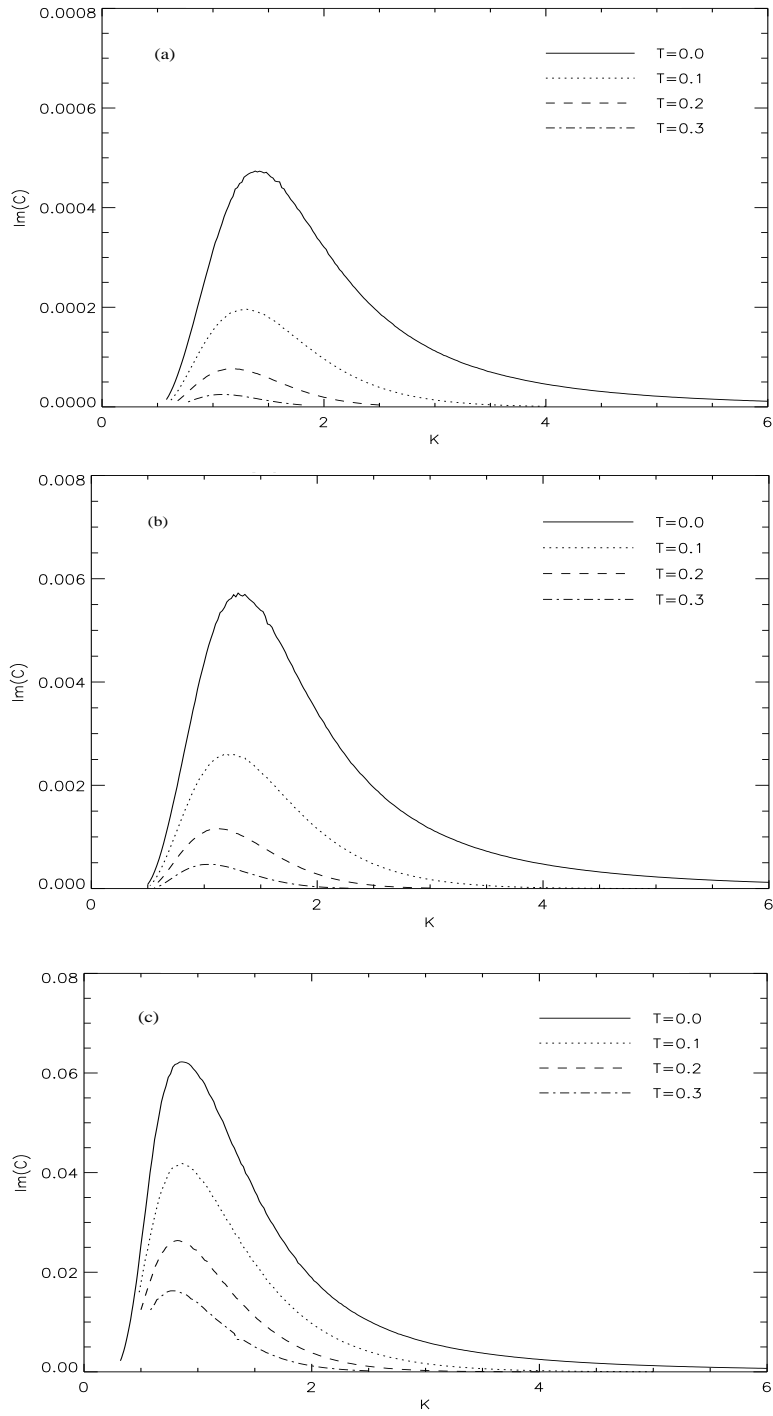 0.0008
(a)
T=0.0
T=0.1
0.0006
T=0.2
T=0.3
Im(C)
0.0004
0.0002
0.0000
0 2 4 6
K
0.008
(b)
T=0.0
T=0.1
0.006
T=0.2
T=0.3
Im(C)
0.004
0.002
0.000
0 2 4 6
K
0.08
(c)
T=0.0
T=0.1
0.06
T=0.2
T=0.3
Im(C)
0.04
0.02
0.00
0 2 4 6
K